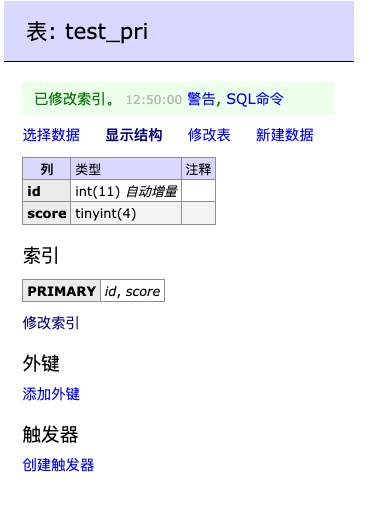 表: test_pri
已修改索引。 12:50:00 警告, SQL命令
选择数据 显示结构 修改表 新建数据
列 类型 注释
id int(11) 自动增量
score tinyint(4)
索引
PRIMARY id, score
修改索引
外键
添加外键
触发器
创建触发器